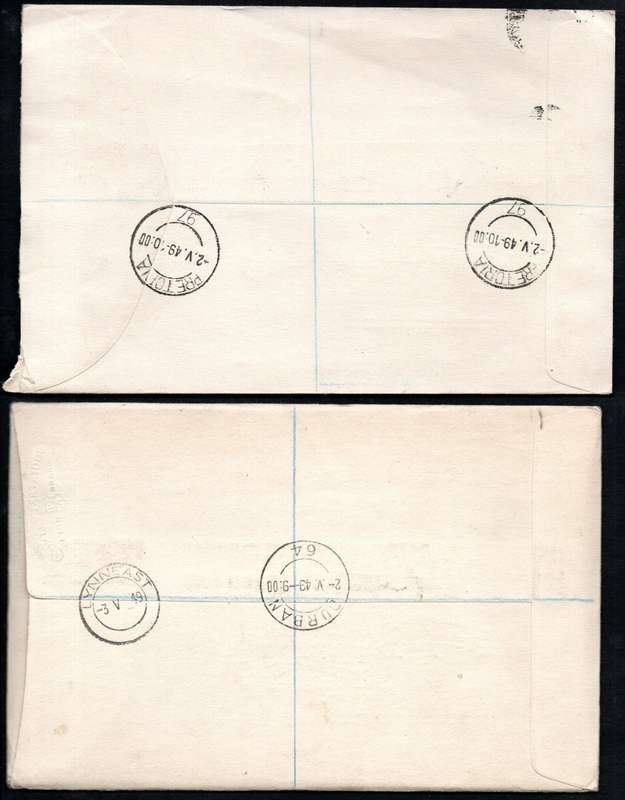 97
-2.V.49-10:00
PRETORIA
97
-2.V.49-10:00
PRETORIA
LYNNEAST
-3 V 49
64
2-.V.43-9:00
DURBAN